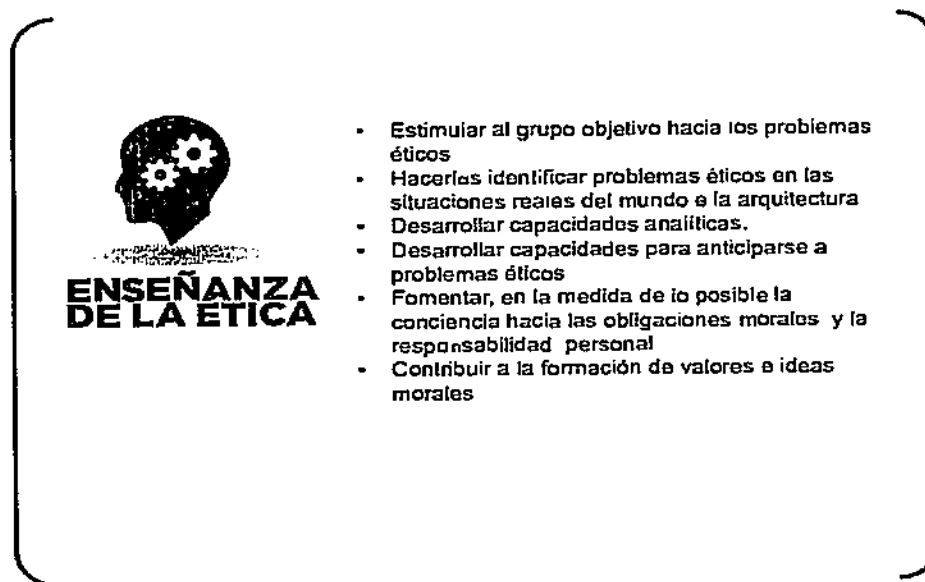 ENSEÑANZA
DE LA ETICA
- Estimular al grupo objetivo hacia los problemas
éticos
- Hacerlos identificar problemas éticos en las
situaciones reales del mundo e la arquitectura
- Desarrollar capacidades analíticas.
- Desarrollar capacidades para anticiparse a
problemas éticos
- Fomentar, en la medida de lo posible la
conciencia hacia las obligaciones morales y la
responsabilidad personal
- Contribuir a la formación de valores e ideas
morales